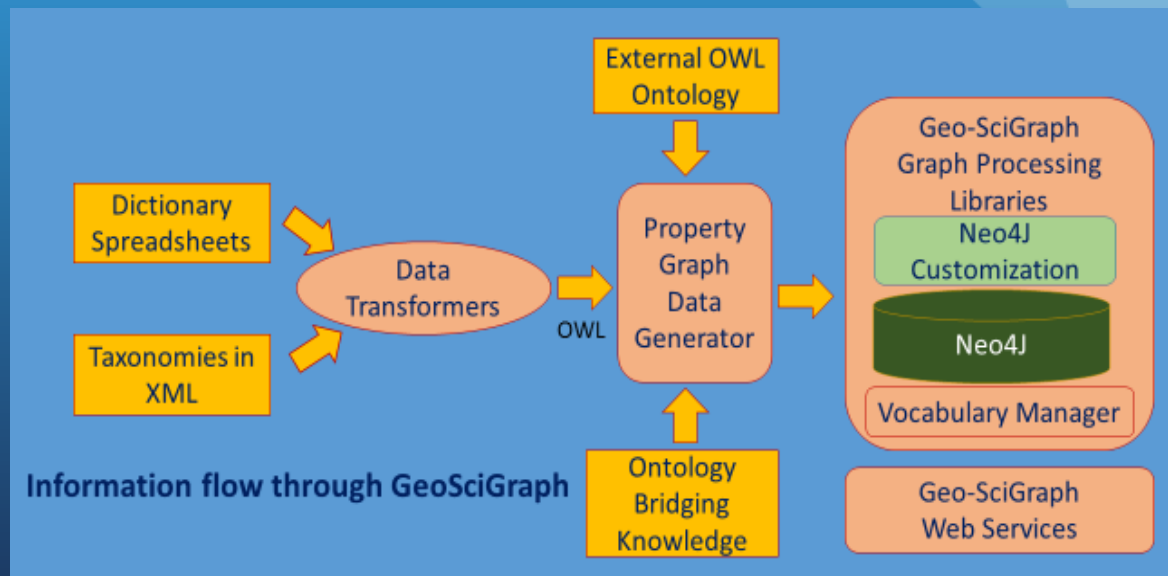 External OWL
Ontology
Dictionary
Spreadsheets
Taxonomies in
XML
Data
Transformers
OWL
Property
Graph
Data
Generator
Ontology
Bridging
Knowledge
Geo-SciGraph
Graph Processing
Libraries
Neo4J
Customization
Neo4J
Vocabulary Manager
Geo-SciGraph
Web Services
Information flow through GeoSciGraph